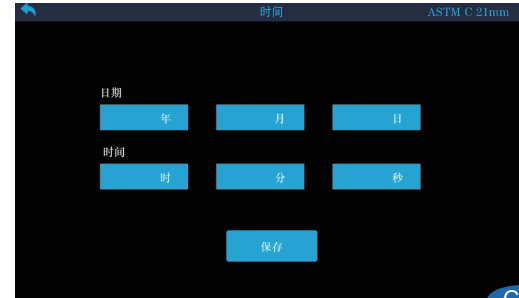 时间 ASTM C 21mm
日期
年 月 日
时间
时 分 秒
保存